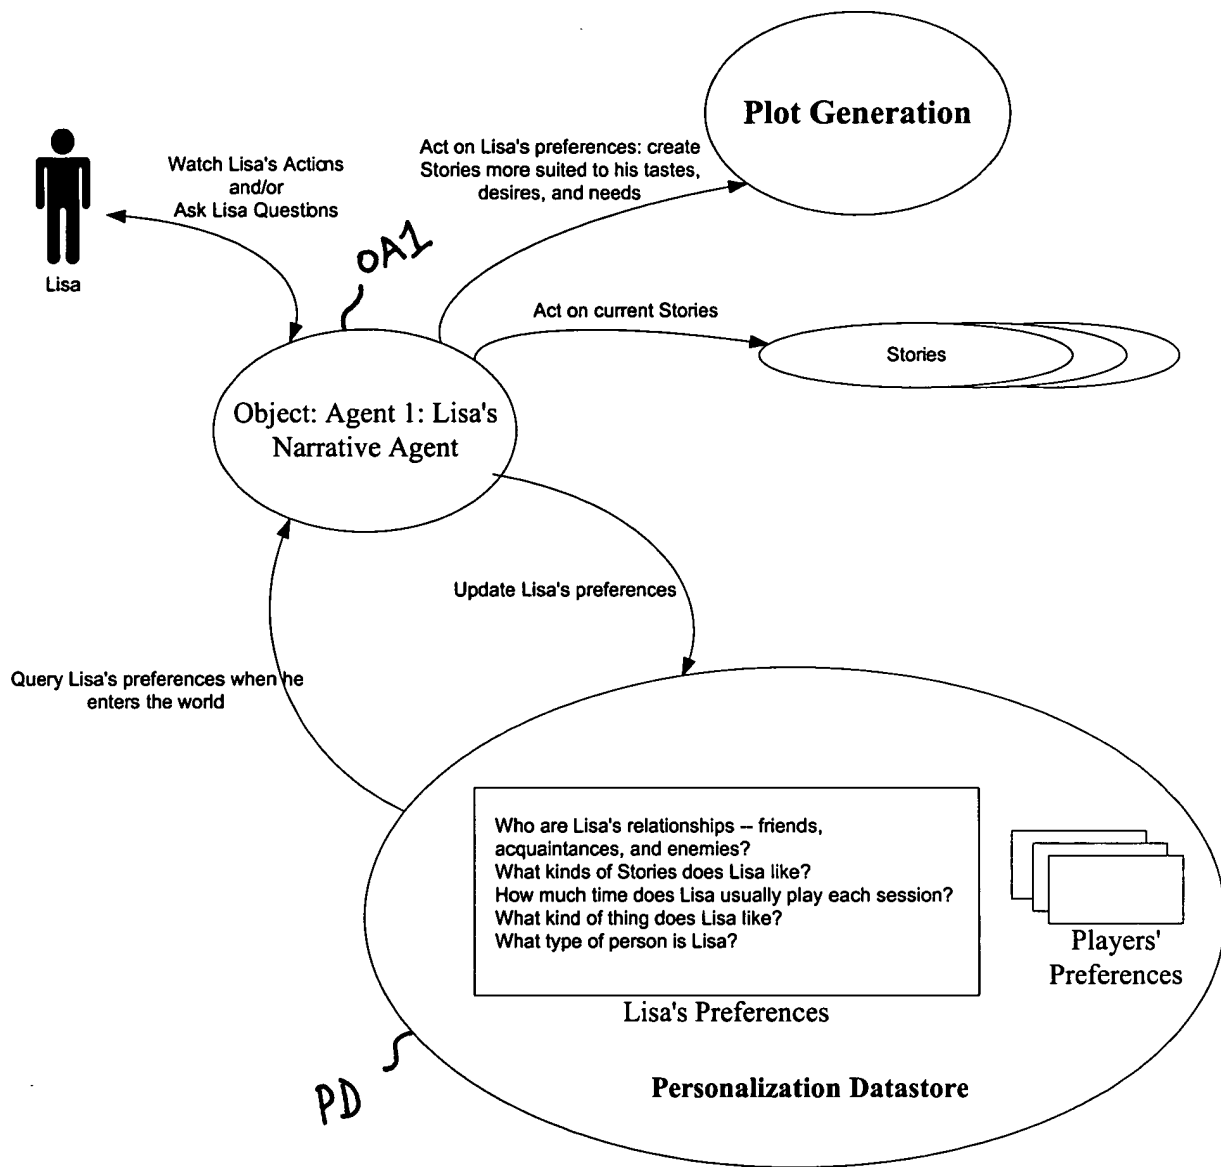 Plot Generation
Act on Lisa's preferences: create
Stories more suited to his tastes,
desires, and needs
Watch Lisa's Actions
and/or
Ask Lisa Questions
Lisa
OA1
Act on current Stories
Stories
Object: Agent 1: Lisa's
Narrative Agent
Update Lisa's preferences
Query Lisa's preferences when he
enters the world
Who are Lisa's relationships -- friends,
acquaintances, and enemies?
What kinds of Stories does Lisa like?
How much time does Lisa usually play each session?
What kind of thing does Lisa like?
What type of person is Lisa?
Lisa's Preferences
Players'
Preferences
Personalization Datastore
PD